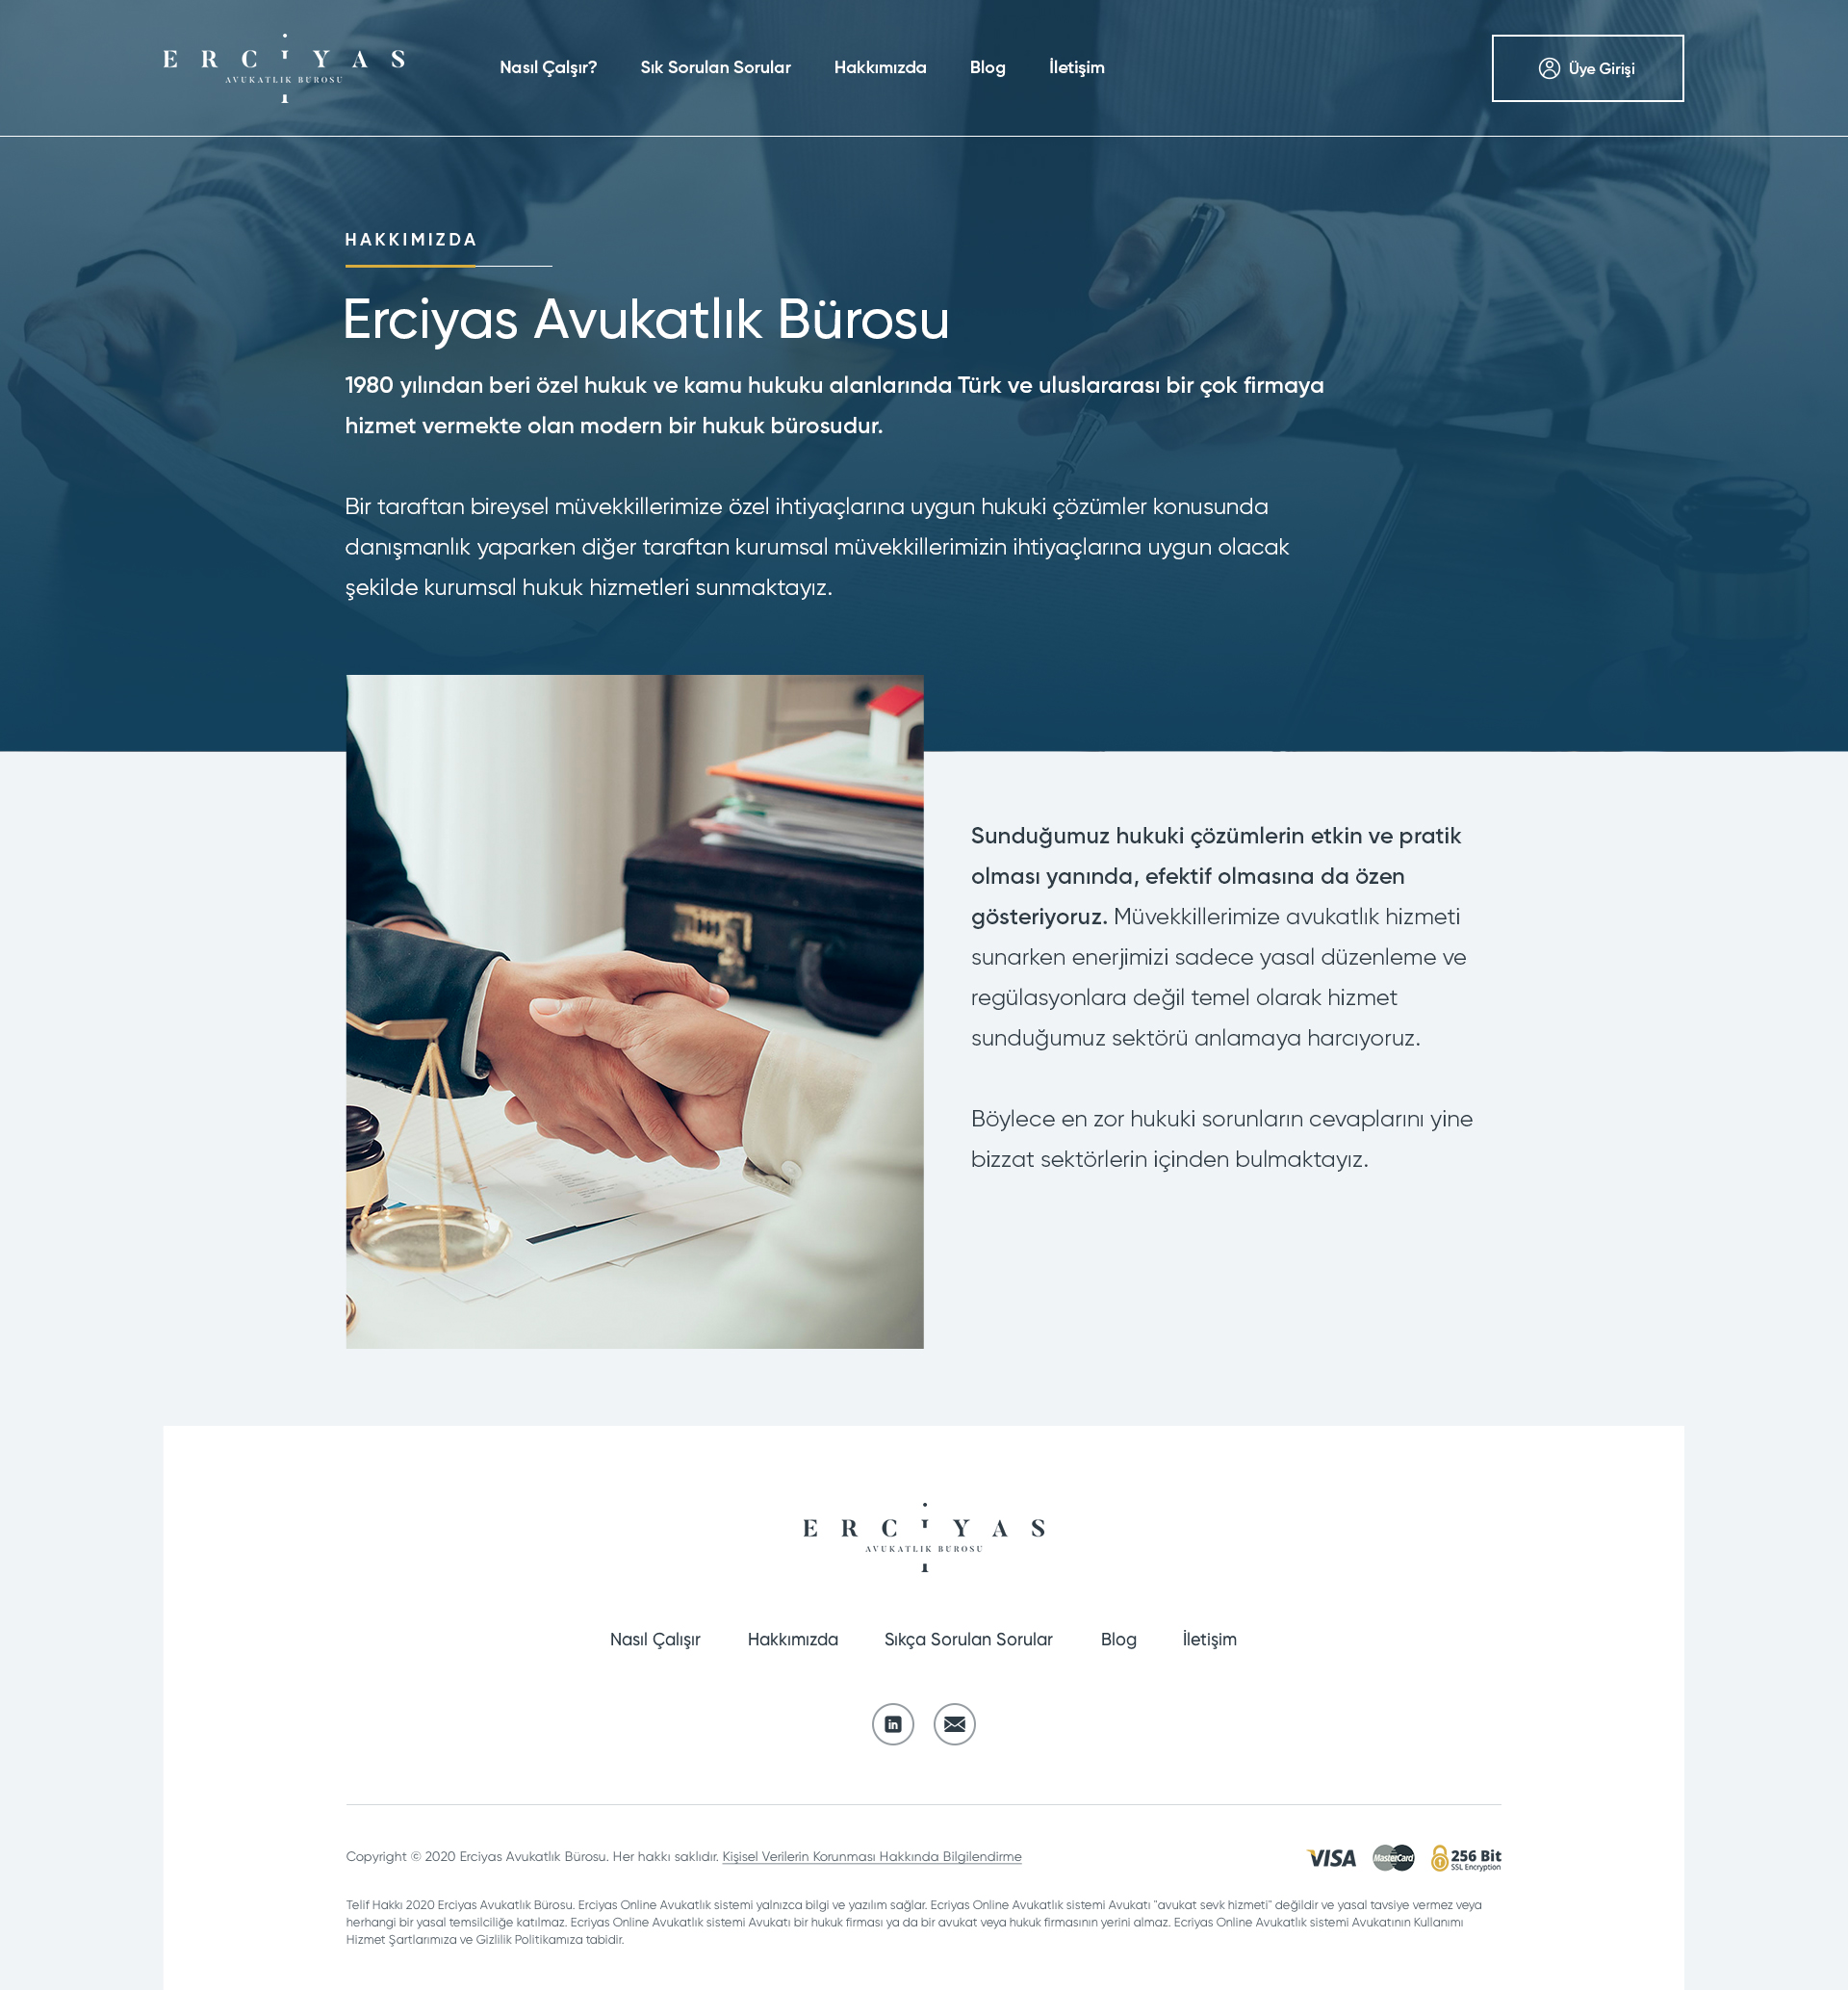 ERCIYAS
AVUKATLIK BÜROSU
Nasıl Çalşır?
Sık Sorulan Sorular
Hakkımızda
Blog
İletişim
Üye Girişi
HAKKIMIZDA
Erciyas Avukatlık Bürosu
1980 yılından beri özel hukuk ve kamu hukuku alanlarında Türk ve uluslararası bir çok firmaya
hizmet vermekte olan modern bir hukuk bürosudur.
Bir taraftan bireysel müvekkillerimize özel ihtiyaçlarına uygun hukuki çözümler konusunda
danışmanlık yaparken diğer taraftan kurumsal müvekkillerimizin ihtiyaçlarına uygun olacak
şekilde kurumsal hukuk hizmetleri sunmaktayız.
Sunduğumuz hukuki çözümlerin etkin ve pratik
olması yanında, efektif olmasına da özen
gösteriyoruz. Müvekkillerimize avukatlık hizmeti
sunarken enerjimizi sadece yasal düzenleme ve
regülasyonlara değil temel olarak hizmet
sunduğumuz sektörü anlamaya harcıyoruz.
Böylece en zor hukuki sorunların cevaplarını yine
bizzat sektörlerin içinden bulmaktayız.
ERCIYAS
AVUKATLIK BÜROSU
Nasıl Çalışır
Hakkımızda
Sıkça Sorulan Sorular
Blog
İletişim
in
Copyright © 2020 Erciyas Avukatlık Bürosu. Her hakkı saklıdır. Kişisel Verilerin Korunması Hakkında Bilgilendirme
VISA
MasterCard
256 Bit
SSL Encryption
Telif Hakkı 2020 Erciyas Avukatlık Bürosu. Erciyas Online Avukatlık sistemi yalnızca bilgi ve yazılım sağlar. Ecriyas Online Avukatlık sistemi Avukatı "avukat sevk hizmeti" değildir ve yasal tavsiye vermez veya
herhangi bir yasal temsilciliğe katılmaz. Ecriyas Online Avukatlık sistemi Avukatı bir hukuk firması ya da bir avukat veya hukuk firmasının yerini almaz. Ecriyas Online Avukatlık sistemi Avukatının Kullanımı
Hizmet Şartlarımıza ve Gizlilik Politikamıza tabidir.